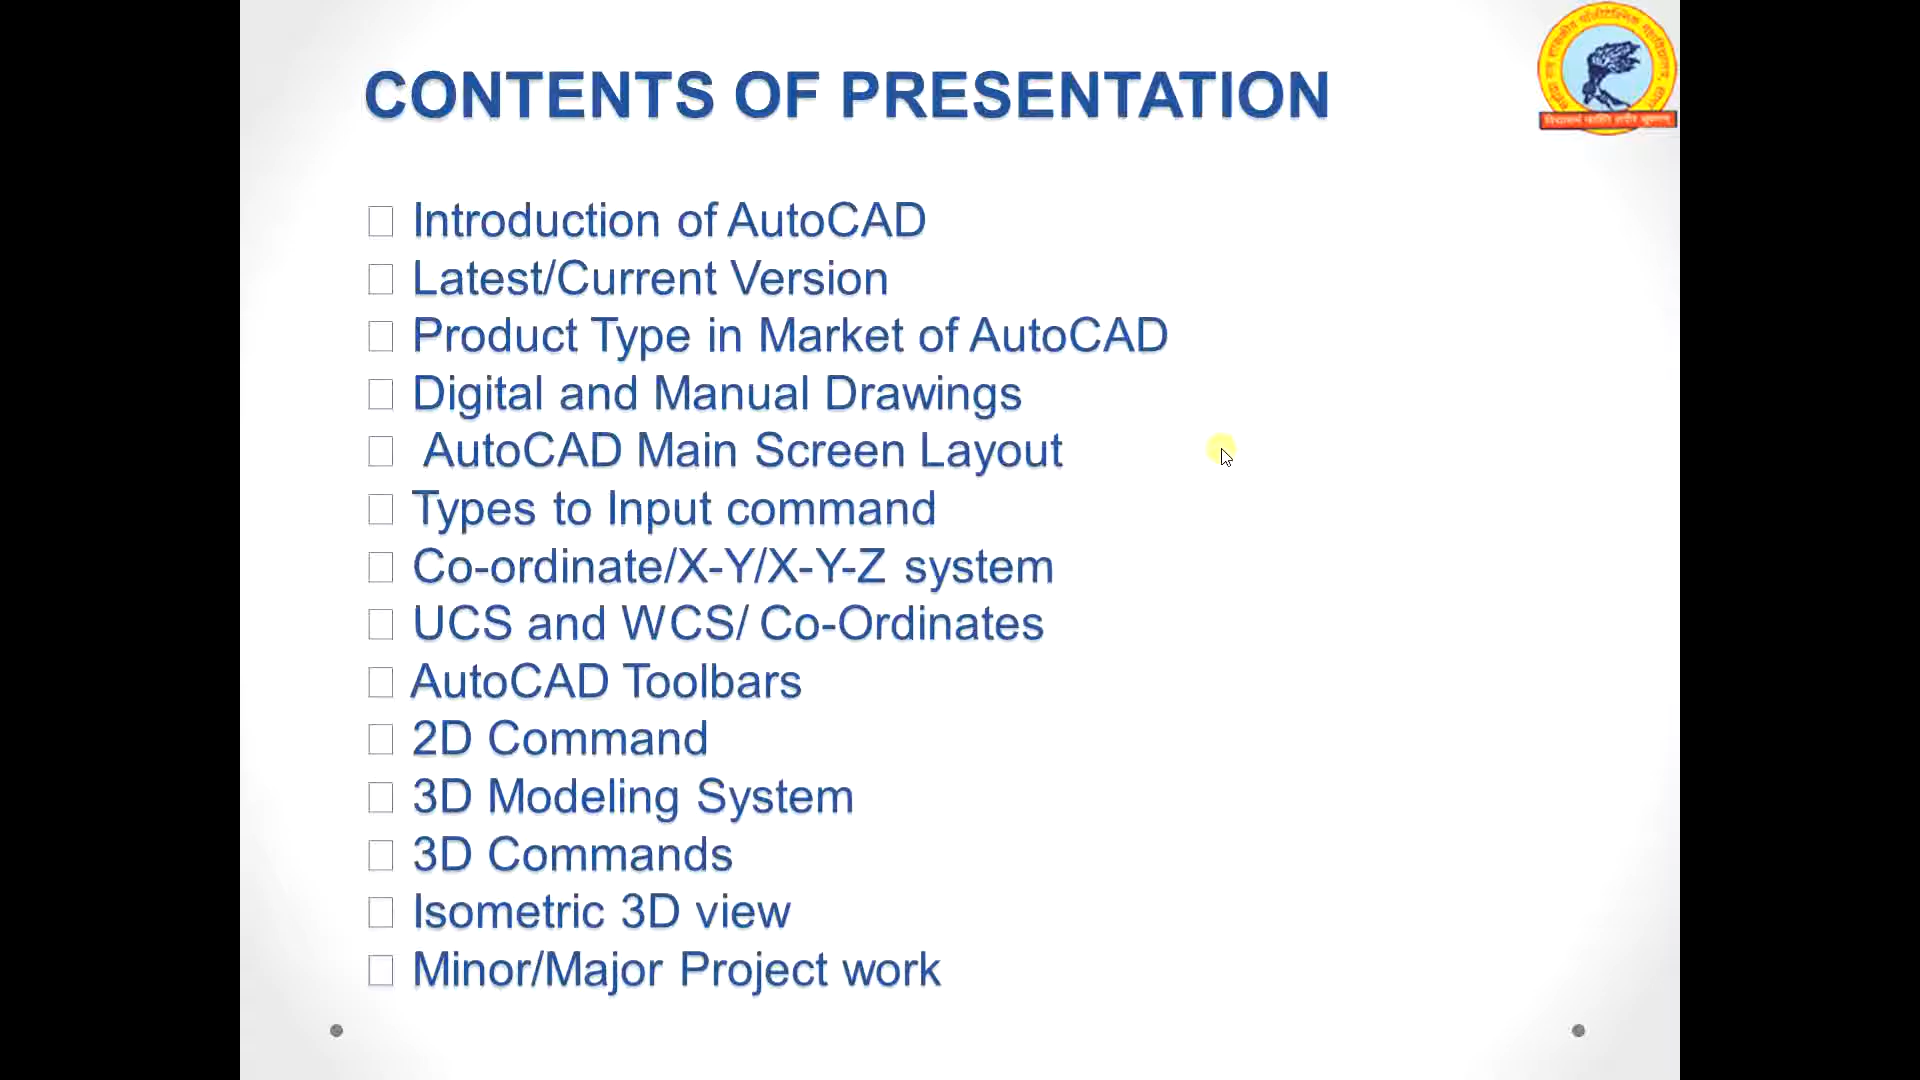 CONTENTS OF PRESENTATION
Introduction of AutoCAD
Latest/Current Version
Product Type in Market of AutoCAD
Digital and Manual Drawings
AutoCAD Main Screen Layout
Types to Input command
Co-ordinate/X-Y/X-Y-Z system
UCS and WCS/ Co-Ordinates
AutoCAD Toolbars
2D Command
3D Modeling System
3D Commands
Isometric 3D view
Minor/Major Project work